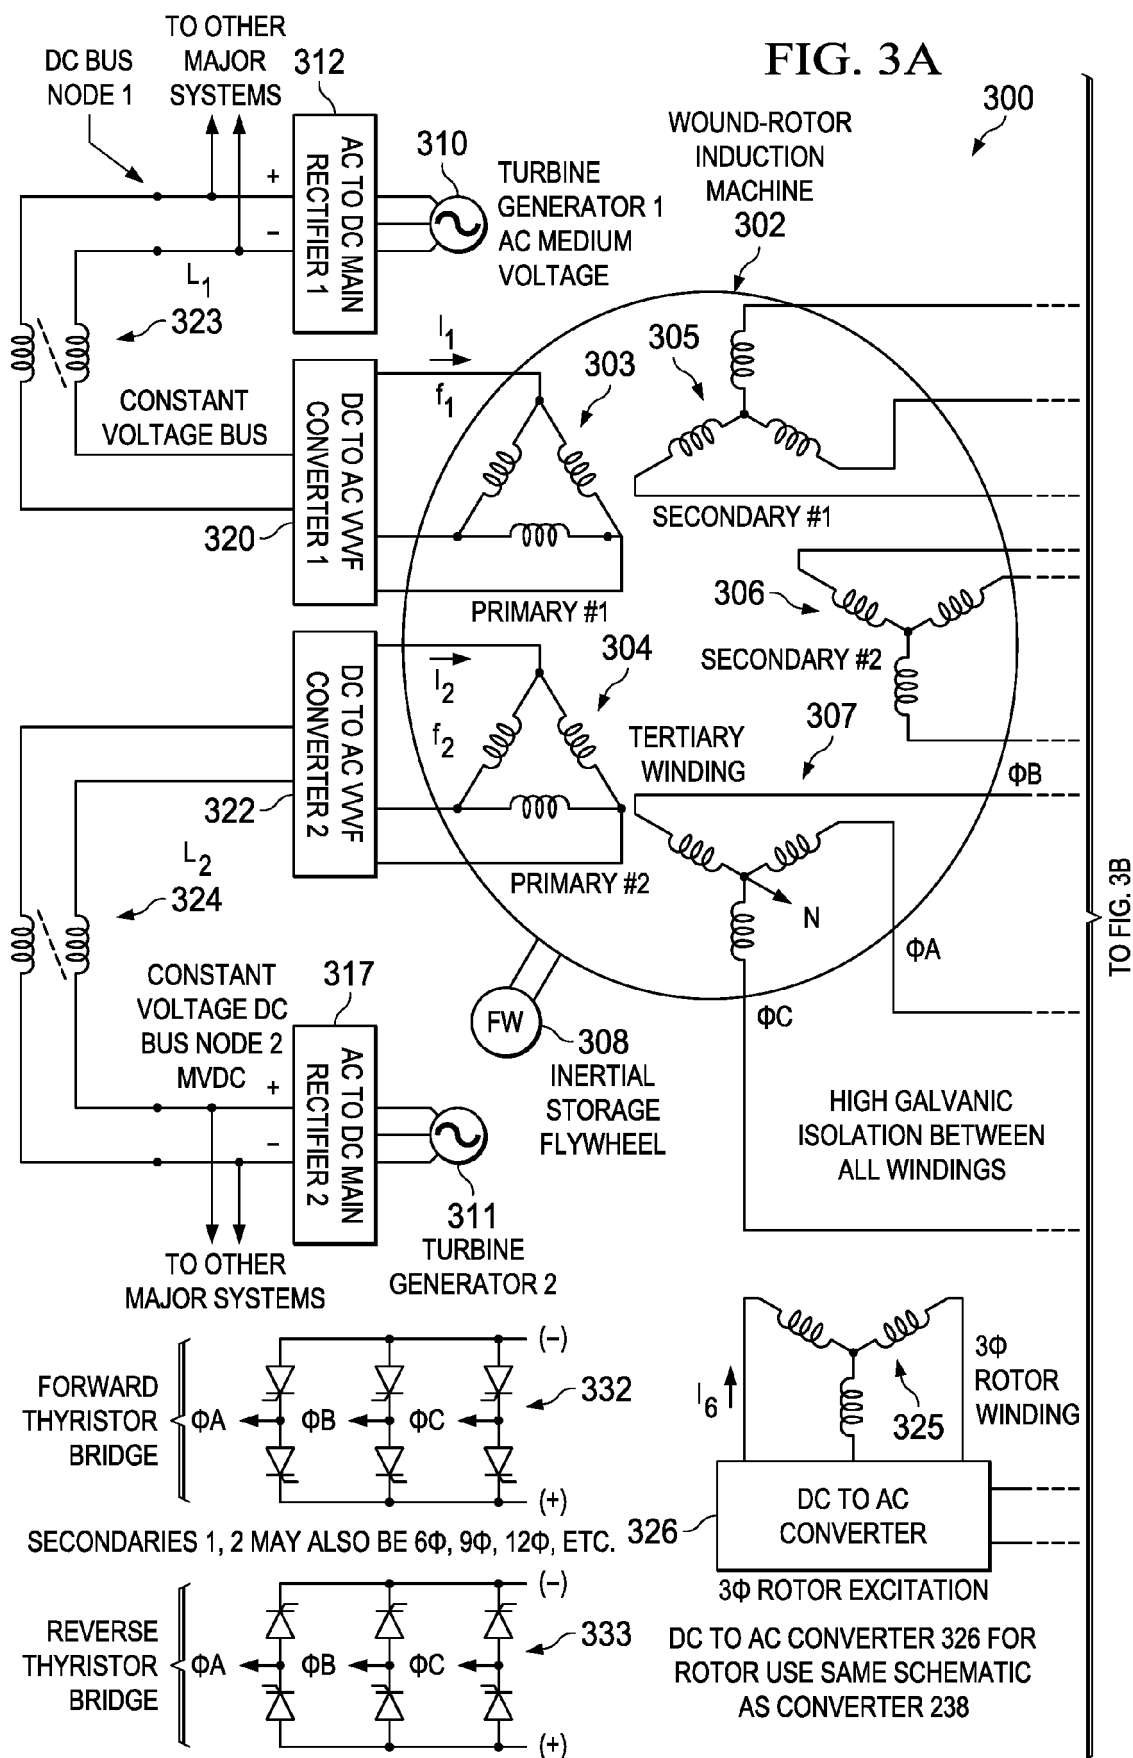 FIG. 3A
TO OTHER
MAJOR
SYSTEMS
DC BUS
NODE 1
312
300
310
+
−
AC TO DC MAIN
RECTIFIER 1
TURBINE
GENERATOR 1
AC MEDIUM
VOLTAGE
WOUND-ROTOR
INDUCTION
MACHINE
302
L1
323
CONSTANT
VOLTAGE BUS
DC TO AC VVVF
CONVERTER 1
320
I1
f1
303
PRIMARY #1
305
SECONDARY #1
306
SECONDARY #2
DC TO AC VVVF
CONVERTER 2
322
I2
f2
304
PRIMARY #2
TERTIARY
WINDING
307
ΦB
N
ΦA
ΦC
TO FIG. 3B
L2
324
CONSTANT
VOLTAGE DC
BUS NODE 2
MVDC
317
+
−
AC TO DC MAIN
RECTIFIER 2
FW
308
INERTIAL
STORAGE
FLYWHEEL
311
TURBINE
GENERATOR 2
HIGH GALVANIC
ISOLATION BETWEEN
ALL WINDINGS
TO OTHER
MAJOR SYSTEMS
FORWARD
THYRISTOR
BRIDGE
ΦA
ΦB
ΦC
(−)
332
(+)
I6
325
3Φ
ROTOR
WINDING
DC TO AC
CONVERTER
326
3Φ ROTOR EXCITATION
SECONDARIES 1, 2 MAY ALSO BE 6Φ, 9Φ, 12Φ, ETC.
REVERSE
THYRISTOR
BRIDGE
ΦA
ΦB
ΦC
(−)
333
(+)
DC TO AC CONVERTER 326 FOR
ROTOR USE SAME SCHEMATIC
AS CONVERTER 238